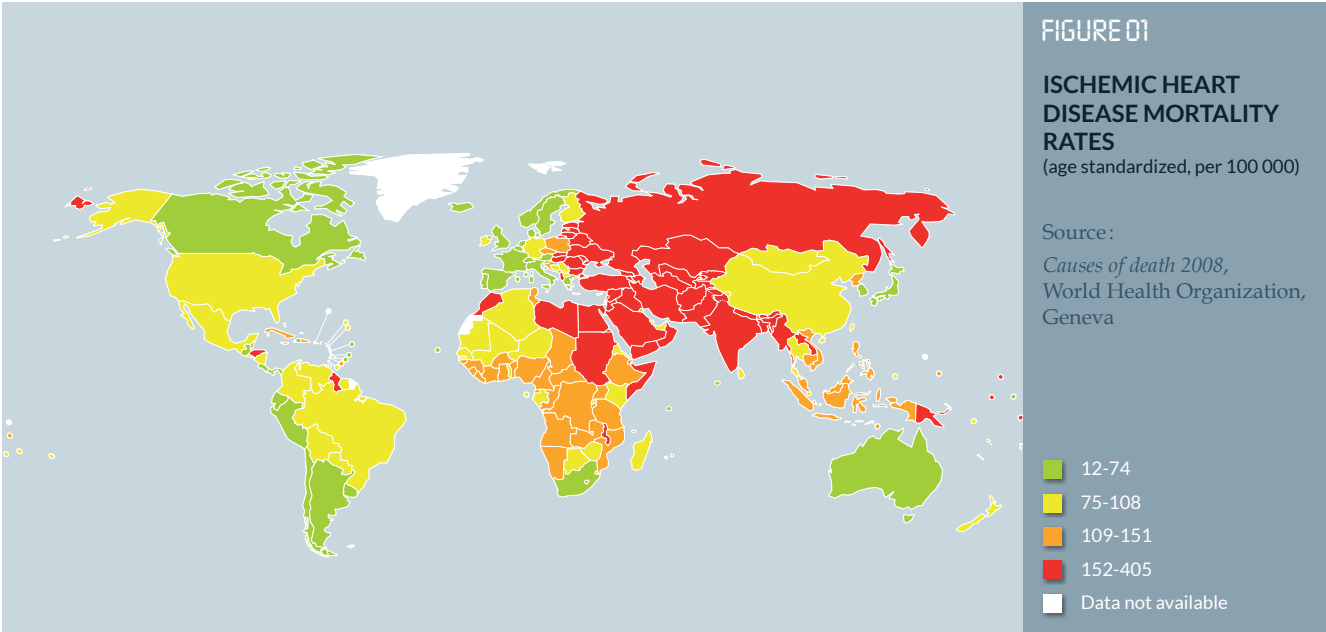 FIGURE 01
ISCHEMIC HEART
DISEASE MORTALITY
RATES
(age standardized, per 100 000)
Source:
Causes of death 2008,
World Health Organization,
Geneva
12-74
75-108
109-151
152-405
Data not available